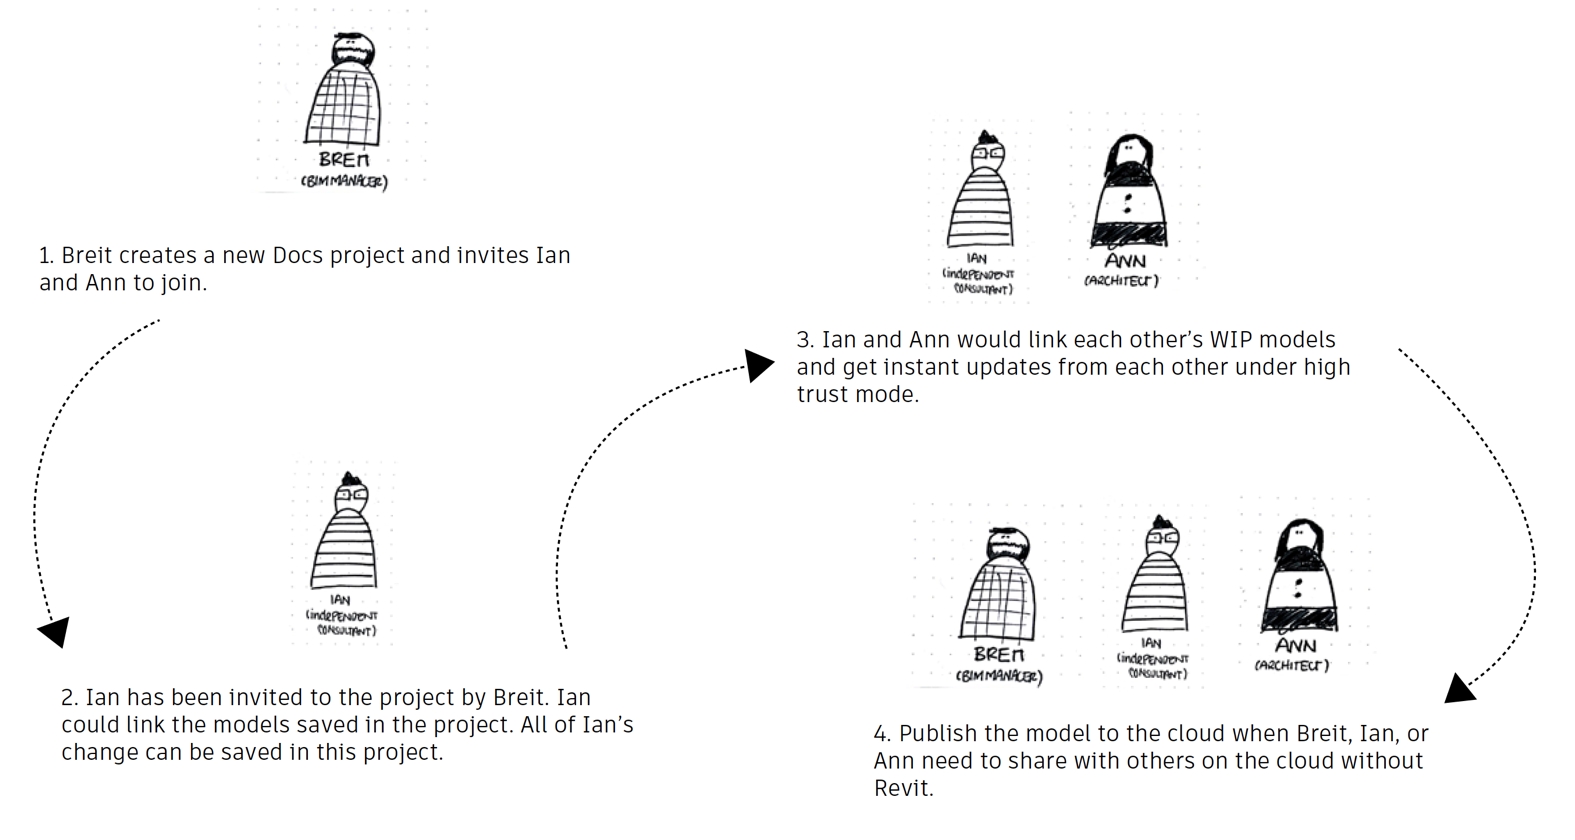 BRETT
(BIM MANAGER)
1. Breit creates a new Docs project and invites Ian
and Ann to join.
IAN
(indePENDENT
CONSULTANT)
2. Ian has been invited to the project by Breit. Ian
could link the models saved in the project. All of Ian's
change can be saved in this project.
IAN
(indePENDENT
CONSULTANT)
ANN
(ARCHITECT)
3. Ian and Ann would link each other's WIP models
and get instant updates from each other under high
trust mode.
BRETT
(BIM MANAGER)
IAN
(indePENDENT
CONSULTANT)
ANN
(ARCHITECT)
4. Publish the model to the cloud when Breit, Ian, or
Ann need to share with others on the cloud without
Revit.